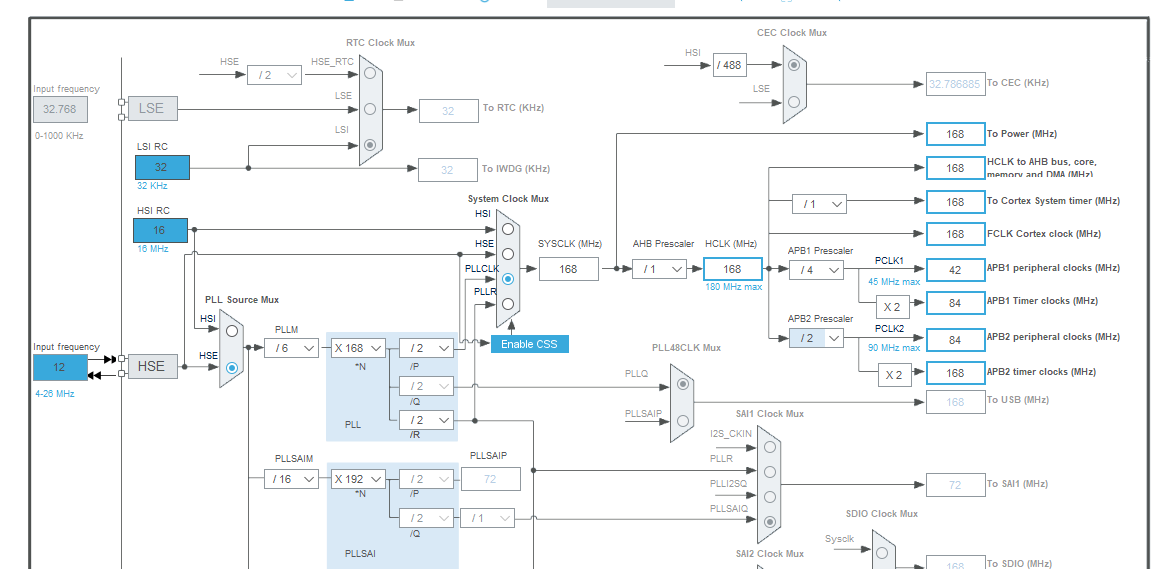 RTC Clock Mux
CEC Clock Mux
HSE
/ 2
HSE_RTC
HSI
/ 488
Input frequency
32.768
0-1000 KHz
LSE
LSE
32
To RTC (KHz)
LSE
32.786885
To CEC (KHz)
LSI
LSI RC
32
32 KHz
32
To IWDG (KHz)
168
To Power (MHz)
168
HCLK to AHB bus, core,
memory and DMA (MHz)
HSI RC
16
16 MHz
System Clock Mux
HSI
HSE
PLLCLK
PLLR
SYSCLK (MHz)
168
AHB Prescaler
/ 1
HCLK (MHz)
168
180 MHz max
/ 1
168
To Cortex System timer (MHz)
168
FCLK Cortex clock (MHz)
APB1 Prescaler
/ 4
PCLK1
45 MHz max
42
APB1 peripheral clocks (MHz)
X 2
84
APB1 Timer clocks (MHz)
APB2 Prescaler
/ 2
PCLK2
90 MHz max
84
APB2 peripheral clocks (MHz)
X 2
168
APB2 timer clocks (MHz)
PLL Source Mux
HSI
HSE
Input frequency
12
4-26 MHz
HSE
PLLM
/ 6
X 168
*N
/ 2
/P
/ 2
/Q
/ 2
/R
PLL
Enable CSS
PLL48CLK Mux
PLLQ
PLLSAIP
168
To USB (MHz)
SAI1 Clock Mux
I2S_CKIN
PLLR
PLLI2SQ
PLLSAIQ
72
To SAI1 (MHz)
PLLSAIM
/ 16
X 192
*N
/ 2
/P
PLLSAIP
72
/ 2
/Q
/ 1
PLLSAI
SDIO Clock Mux
Sysclk
168
To SDIO (MHz)
SAI2 Clock Mux